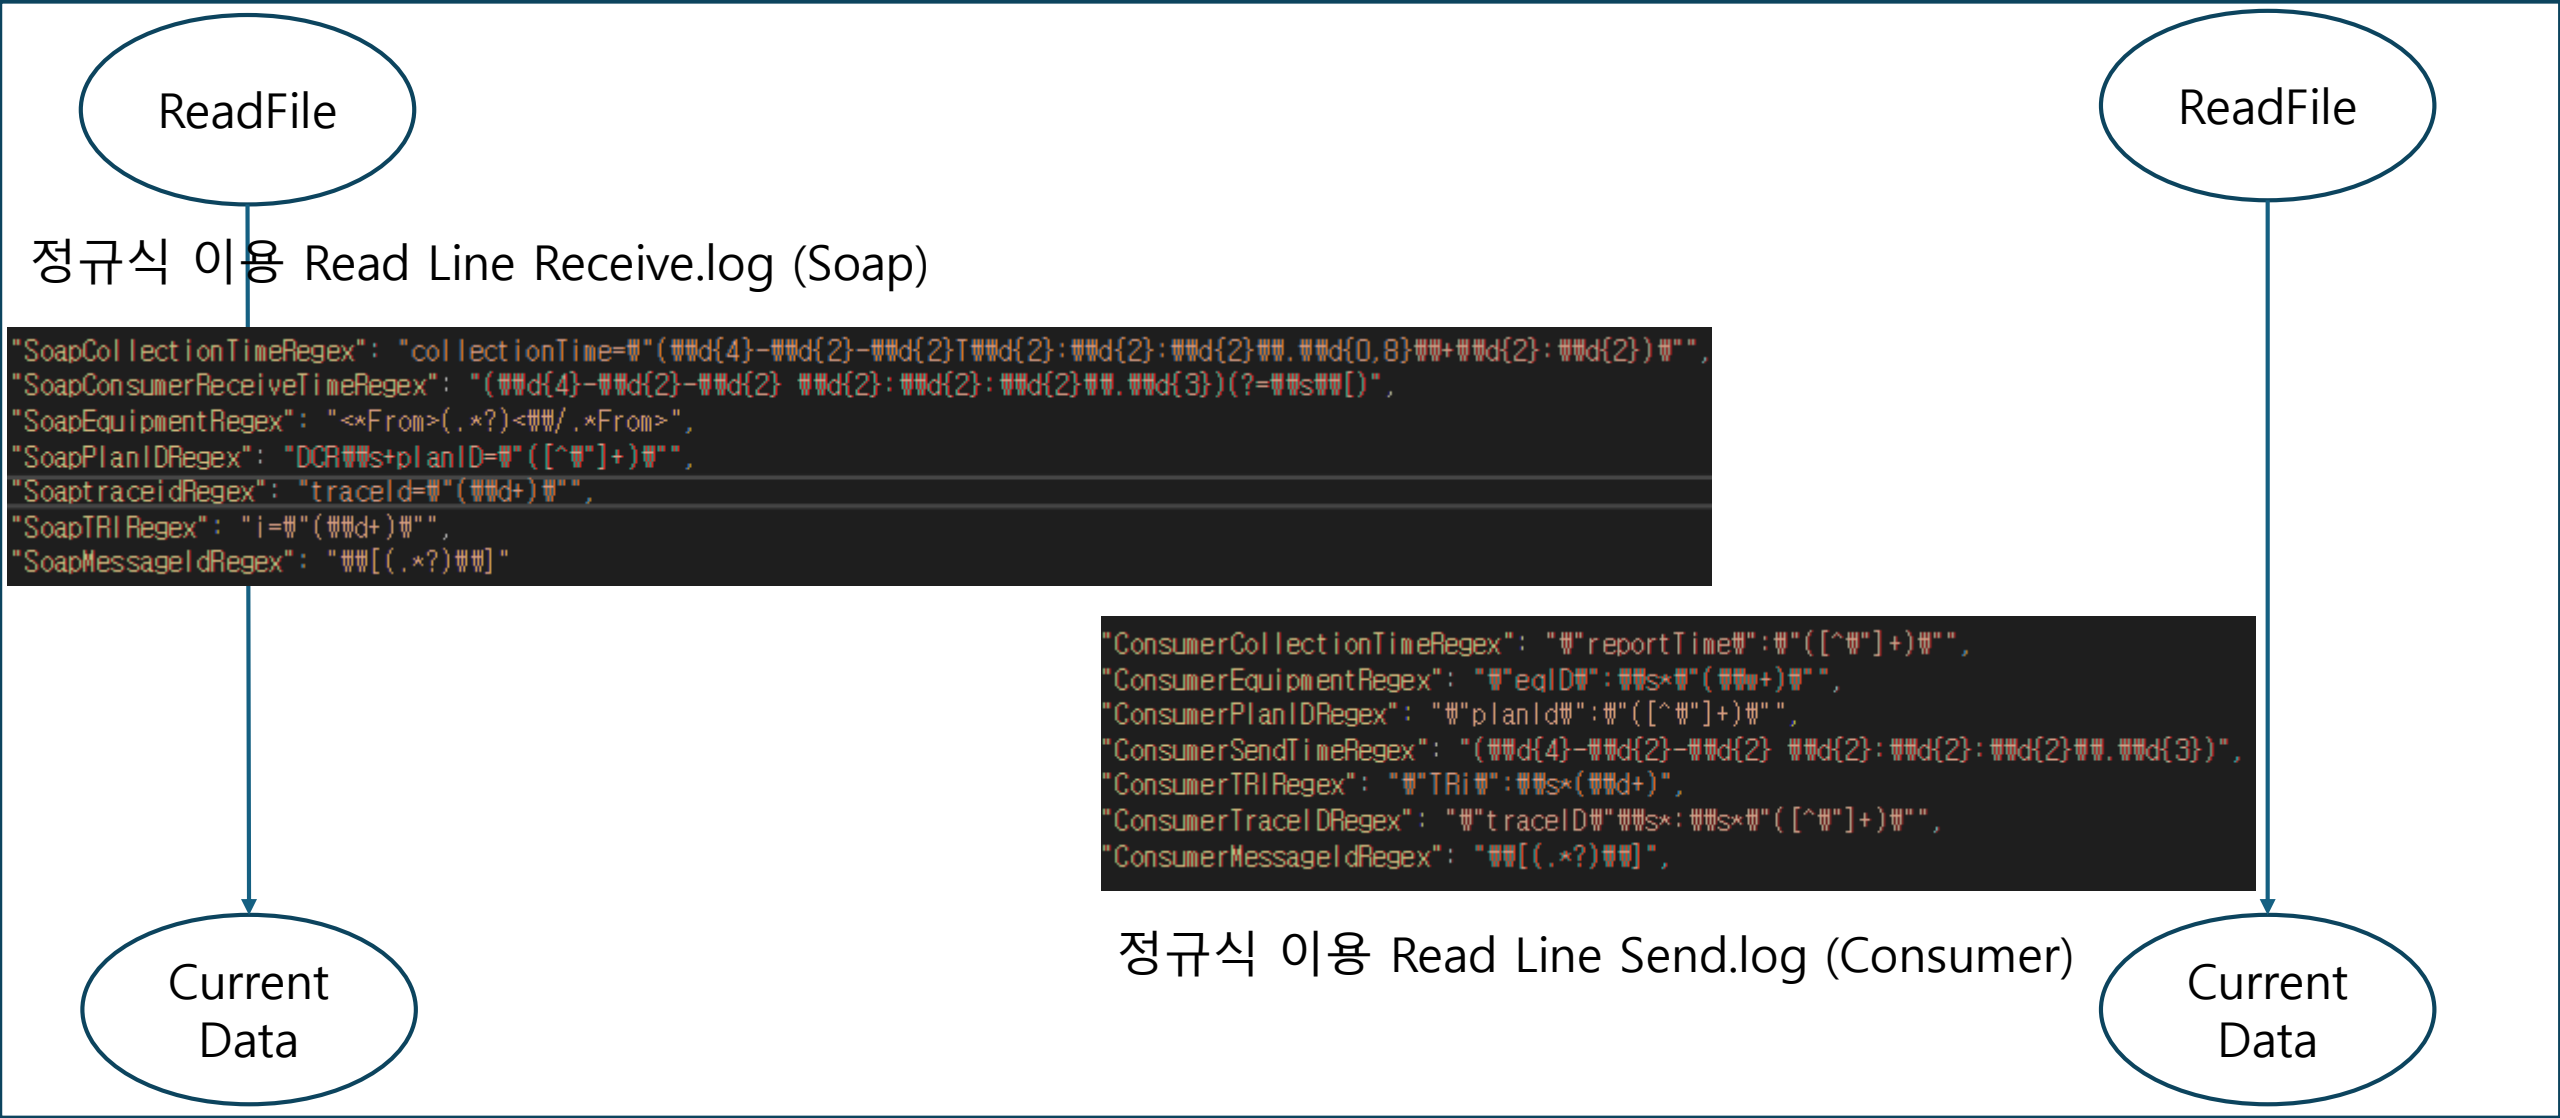 ReadFile
ReadFile
정규식 이용 Read Line Receive.log (Soap)
"SoapCollectionTimeRegex": "collectionTime=₩"(₩₩d{4}-₩₩d{2}-₩₩d{2}T₩₩d{2}:₩₩d{2}:₩₩d{2}₩₩.₩₩d{0,8}₩₩+₩₩d{2}:₩₩d{2})₩"",
"SoapConsumerReceiveTimeRegex": "(₩₩d{4}-₩₩d{2}-₩₩d{2} ₩₩d{2}:₩₩d{2}:₩₩d{2}₩₩.₩₩d{3})(?=₩₩s₩₩[)",
"SoapEquipmentRegex": "<*From>(.*?)<₩₩/.*From>",
"SoapPlanIDRegex": "DCR₩₩s+planID=₩"([^₩"]+)₩"",
"SoaptraceidRegex": "traceId=₩"(₩₩d+)₩"",
"SoapTRIRegex": "i=₩"(₩₩d+)₩"",
"SoapMessageIdRegex": "₩₩[(.*?)₩₩]"
"ConsumerCollectionTimeRegex": "₩"reportTime₩":₩"([^₩"]+)₩"",
"ConsumerEquipmentRegex": "₩"eqID₩":₩₩s*₩"(₩₩w+)₩"",
"ConsumerPlanIDRegex": "₩"planId₩":₩"([^₩"]+)₩"",
"ConsumerSendTimeRegex": "(₩₩d{4}-₩₩d{2}-₩₩d{2} ₩₩d{2}:₩₩d{2}:₩₩d{2}₩₩.₩₩d{3})",
"ConsumerTRIRegex": "₩"TRi₩":₩₩s*(₩₩d+)",
"ConsumerTraceIDRegex": "₩"traceID₩"₩₩s*:₩₩s*₩"([^₩"]+)₩"",
"ConsumerMessageIdRegex": "₩₩[(.*?)₩₩]",
정규식 이용 Read Line Send.log (Consumer)
Current
Data
Current
Data